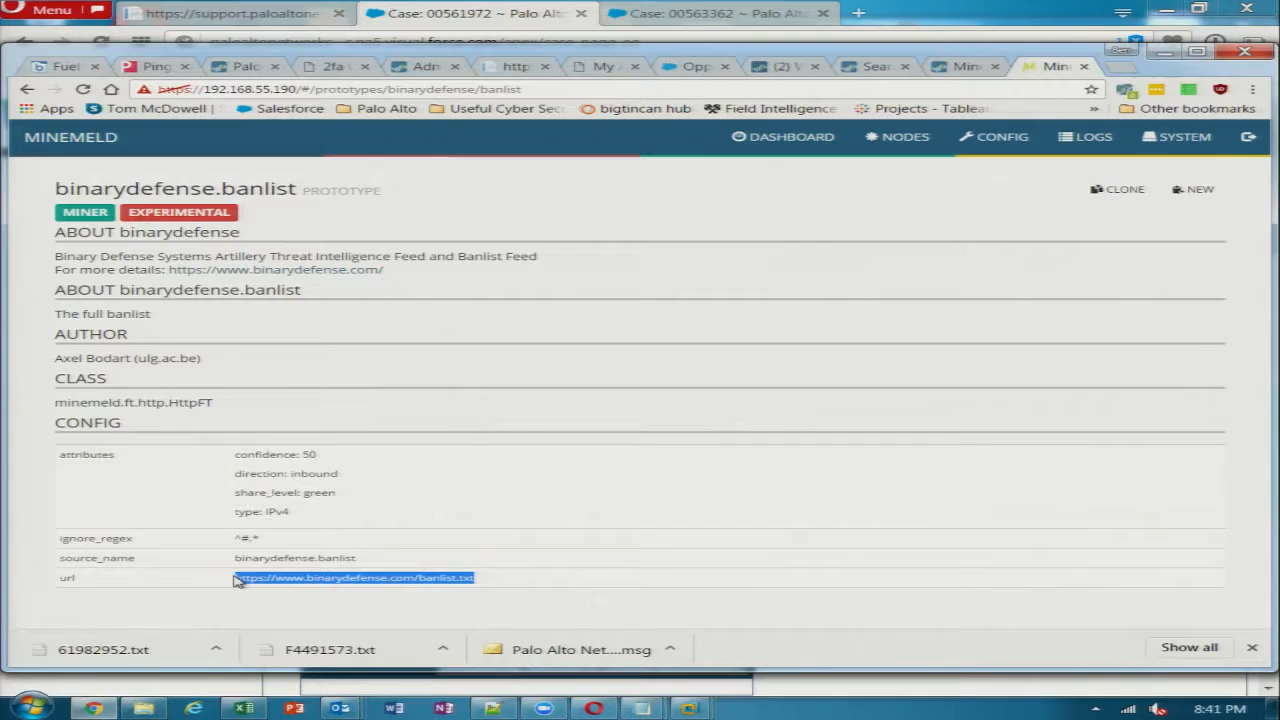 Menu
https://support.paloaltone
Case: 00561972 ~ Palo Alt
Case: 00563362 ~ Palo Alto
Fuel
Ping
Palo
2fa
Adm
http
My
Opp
(2)
Sear
Mine
Mine
https://192.168.55.190/#/prototypes/binarydefense/banlist
Apps
Tom McDowell
Salesforce
Palo Alto
Useful Cyber Sec
bigtincan hub
Field Intelligence
Projects - Tablea
»
Other bookmarks
MINEMELD
DASHBOARD
NODES
CONFIG
LOGS
SYSTEM
binarydefense.banlist PROTOTYPE
CLONE
NEW
MINER
EXPERIMENTAL
ABOUT binarydefense
Binary Defense Systems Artillery Threat Intelligence Feed and Banlist Feed
For more details: https://www.binarydefense.com/
ABOUT binarydefense.banlist
The full banlist
AUTHOR
Axel Bodart (ulg.ac.be)
CLASS
minemeld.ft.http.HttpFT
CONFIG
attributes
confidence: 50
direction: inbound
share_level: green
type: IPv4
ignore_regex
^#.*
source_name
binarydefense.banlist
url
https://www.binarydefense.com/banlist.txt
61982952.txt
F4491573.txt
Palo Alto Net....msg
Show all
8:41 PM